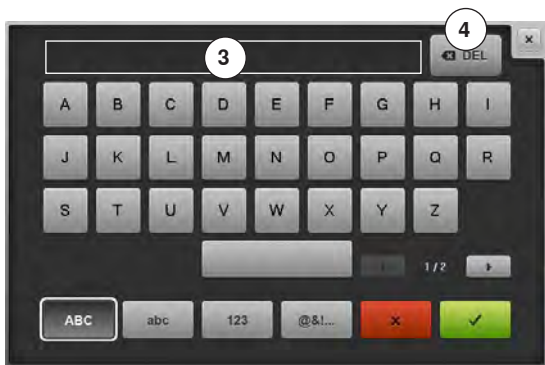 4
3
DEL
A B C D E F G H I
J K L M N O P Q R
S T U V W X Y Z
1/2
ABC abc 123 @&!...